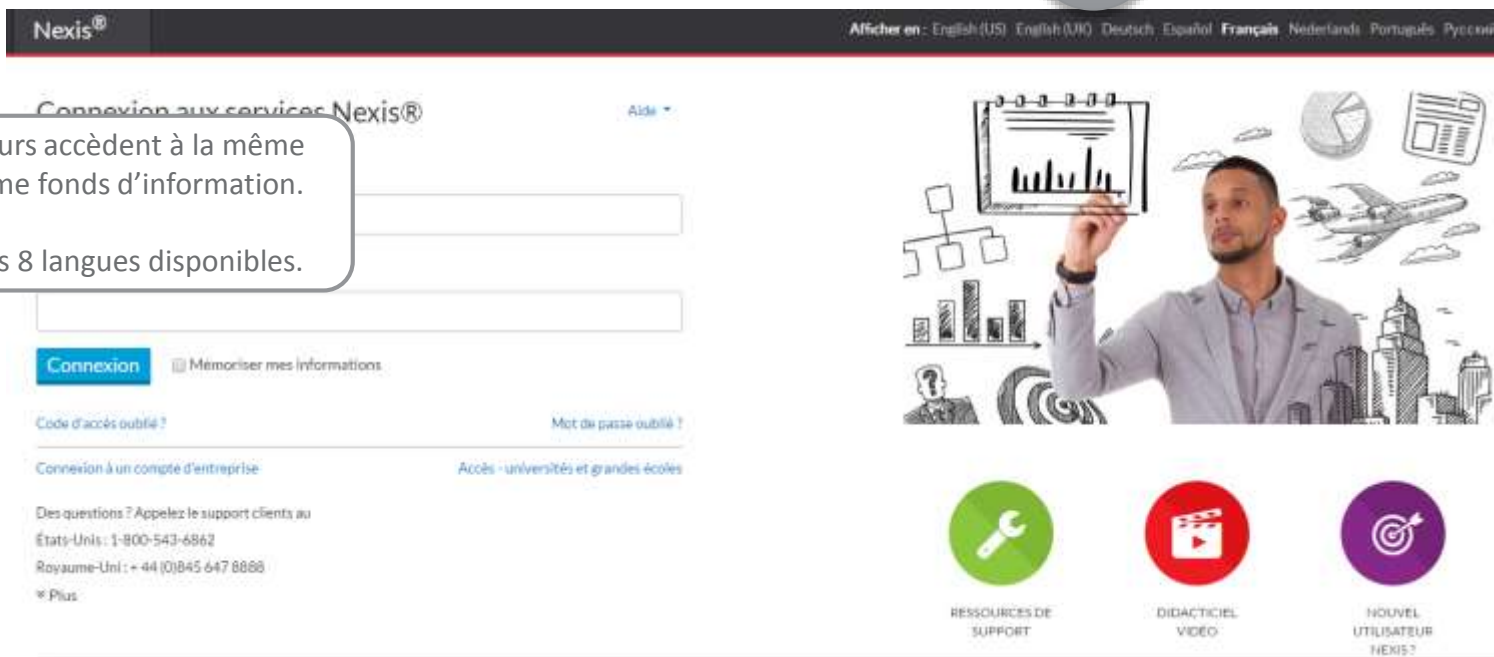 Nexis®
Afficher en : English (US) English (UK) Deutsch Español Français Nederlands Português Русский
Connexion aux services Nexis®
Aide
urs accèdent à la même
me fonds d'information.
s 8 langues disponibles.
Connexion
Mémoriser mes informations
Code d'accès oublié ?
Mot de passe oublié ?
Connexion à un compte d'entreprise
Accès - universités et grandes écoles
Des questions ? Appelez le support clients au
États-Unis : 1-800-543-6862
Royaume-Uni : + 44 (0)845 647 8888
Plus
RESSOURCES DE
SUPPORT
DIDACTICIEL
VIDÉO
NOUVEL
UTILISATEUR
NEXIS ?